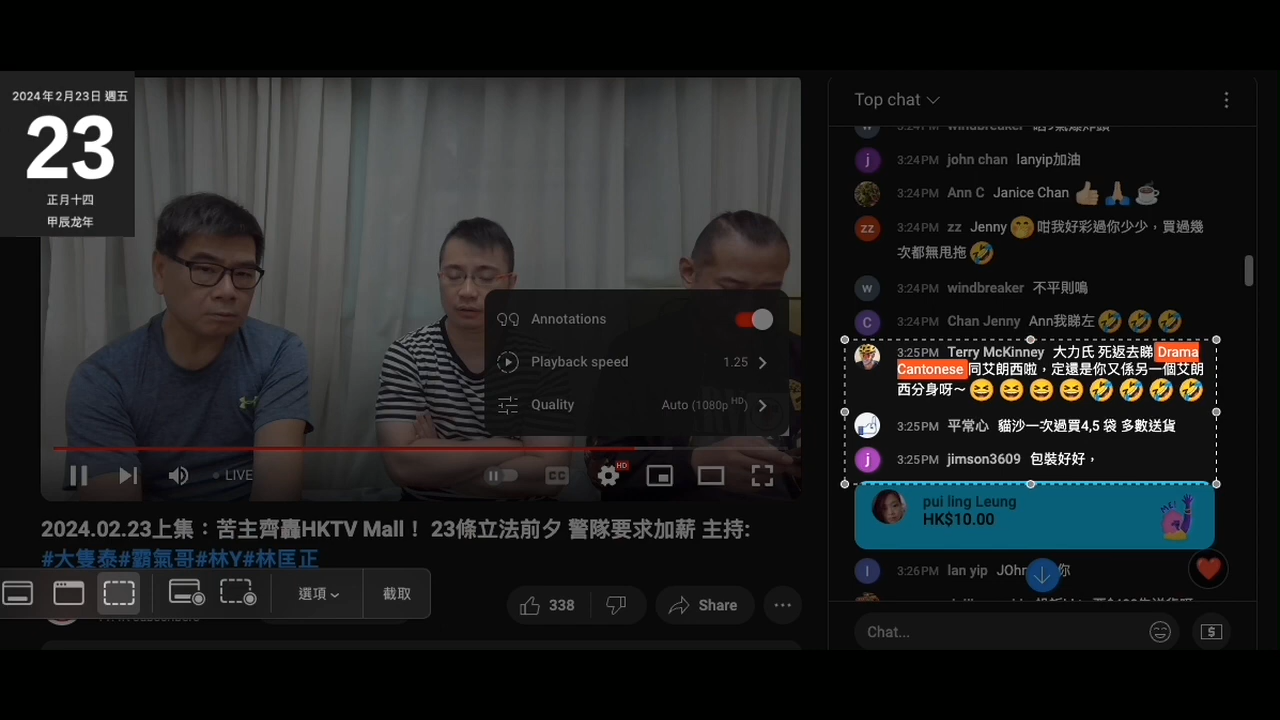 2024年2月23日 週五
23
正月十四
甲辰龙年
Annotations
Playback speed
1.25
Quality
Auto (1080p HD)
LIVE
CC
HD
2024.02.23上集：苦主齊轟HKTV Mall！ 23條立法前夕 警隊要求加薪 主持:
#大隻泰#霸氣哥#林Y#林匡正
選項
截取
338
Share
Top chat
3:24PM windbreaker
3:24PM john chan lanyip加油
3:24PM Ann C Janice Chan 👍🙏☕
zz
3:24PM zz Jenny 🤭 咁我好彩過你少少，買過幾
次都無甩拖 🤣
w
3:24PM windbreaker 不平則鳴
C
3:24PM Chan Jenny Ann我睇左 🤣🤣🤣
3:25PM Terry McKinney 大力氏 死返去睇 Drama
Cantonese 同艾朗西啦，定還是你又係另一個艾朗
西分身呀～ 😆😆😆😆🤣🤣🤣🤣
3:25PM 平常心 貓沙一次過買4,5 袋 多數送貨
j
3:25PM jimson3609 包裝好好，
pui ling Leung
HK$10.00
3:26PM Ian yip JOhn 你
Chat...